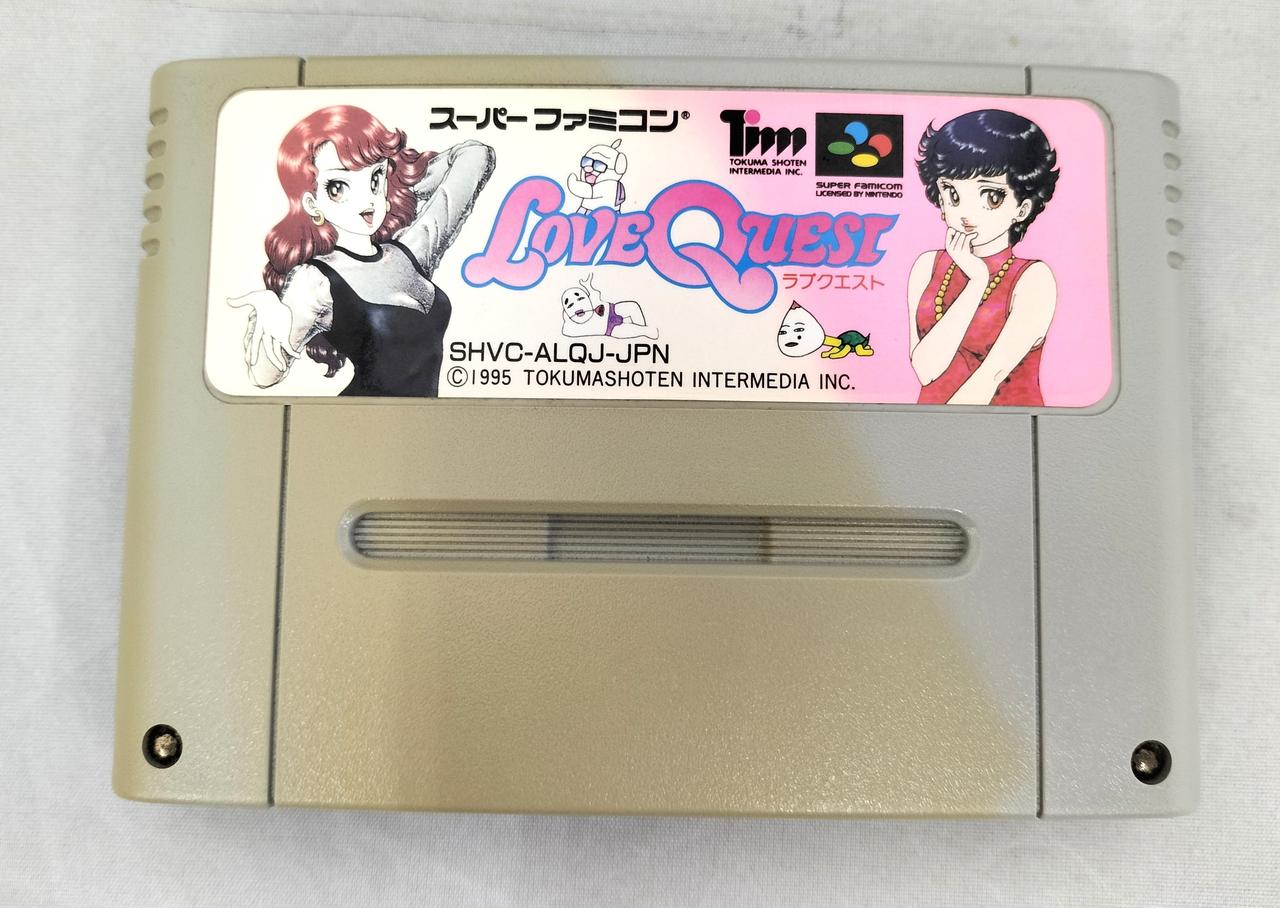 スーパーファミコン®
Tim
TOKUMA SHOTEN
INTERMEDIA INC.
SUPER FAMICOM
LICENSED BY NINTENDO
LOVE QUEST
ラブクエスト
SHVC-ALQJ-JPN
©1995 TOKUMASHOTEN INTERMEDIA INC.